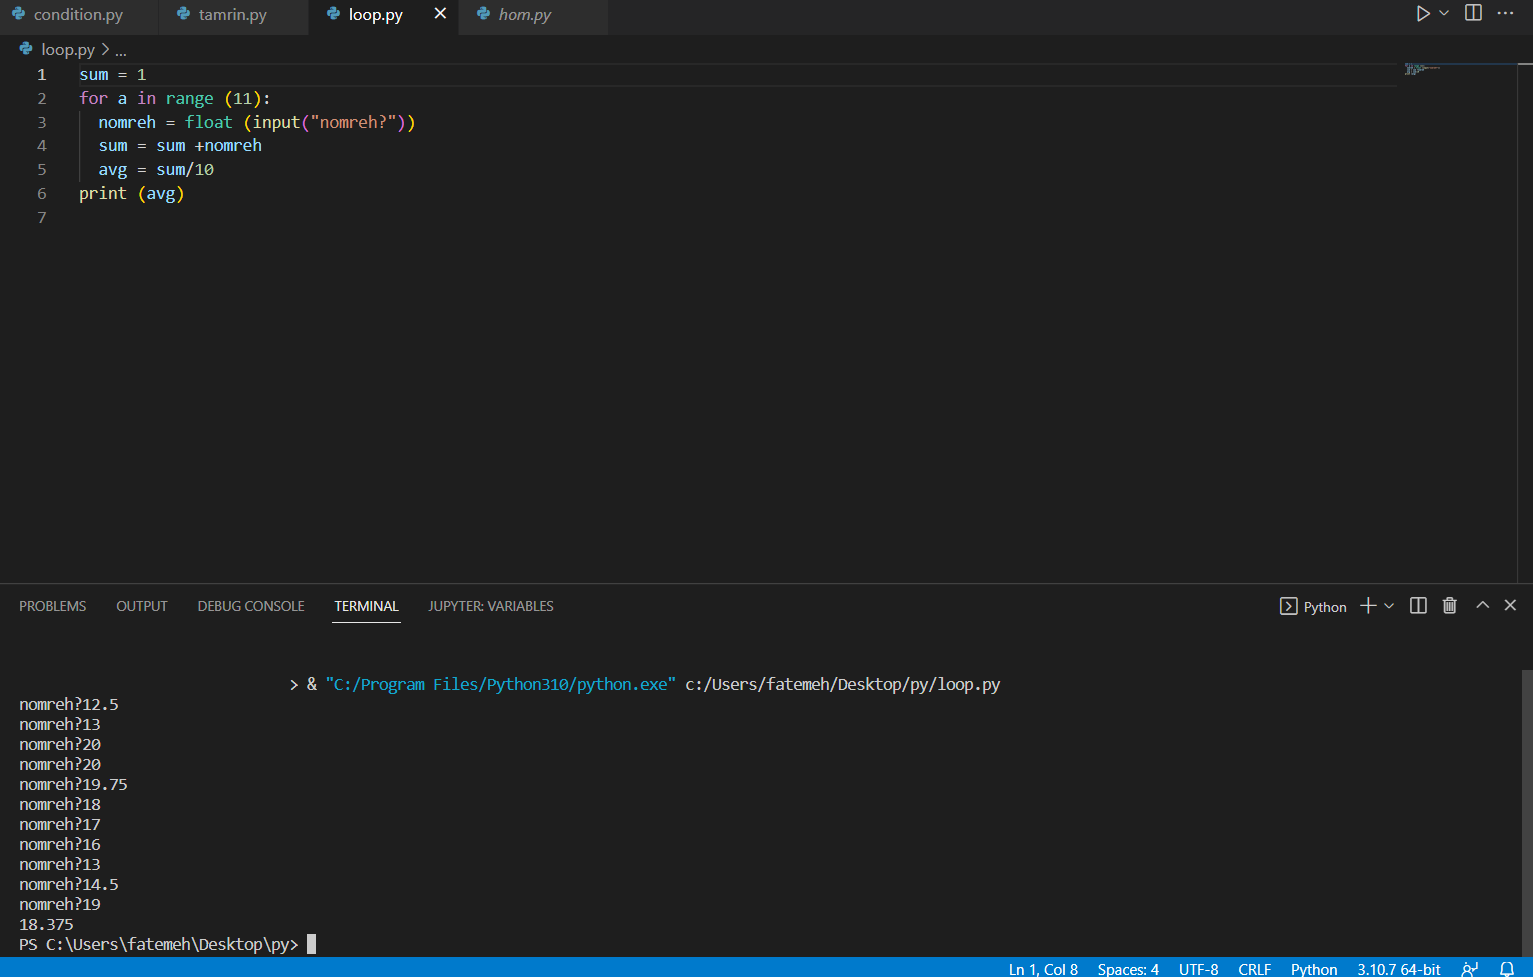 condition.py tamrin.py loop.py hom.py
loop.py > ...
1 sum = 1
2 for a in range (11):
3 nomreh = float (input("nomreh?"))
4 sum = sum +nomreh
5 avg = sum/10
6 print (avg)
7
PROBLEMS OUTPUT DEBUG CONSOLE TERMINAL JUPYTER: VARIABLES Python
> & "C:/Program Files/Python310/python.exe" c:/Users/fatemeh/Desktop/py/loop.py
nomreh?12.5
nomreh?13
nomreh?20
nomreh?20
nomreh?19.75
nomreh?18
nomreh?17
nomreh?16
nomreh?13
nomreh?14.5
nomreh?19
18.375
PS C:\Users\fatemeh\Desktop\py>
Ln 1, Col 8 Spaces: 4 UTF-8 CRLF Python 3.10.7 64-bit